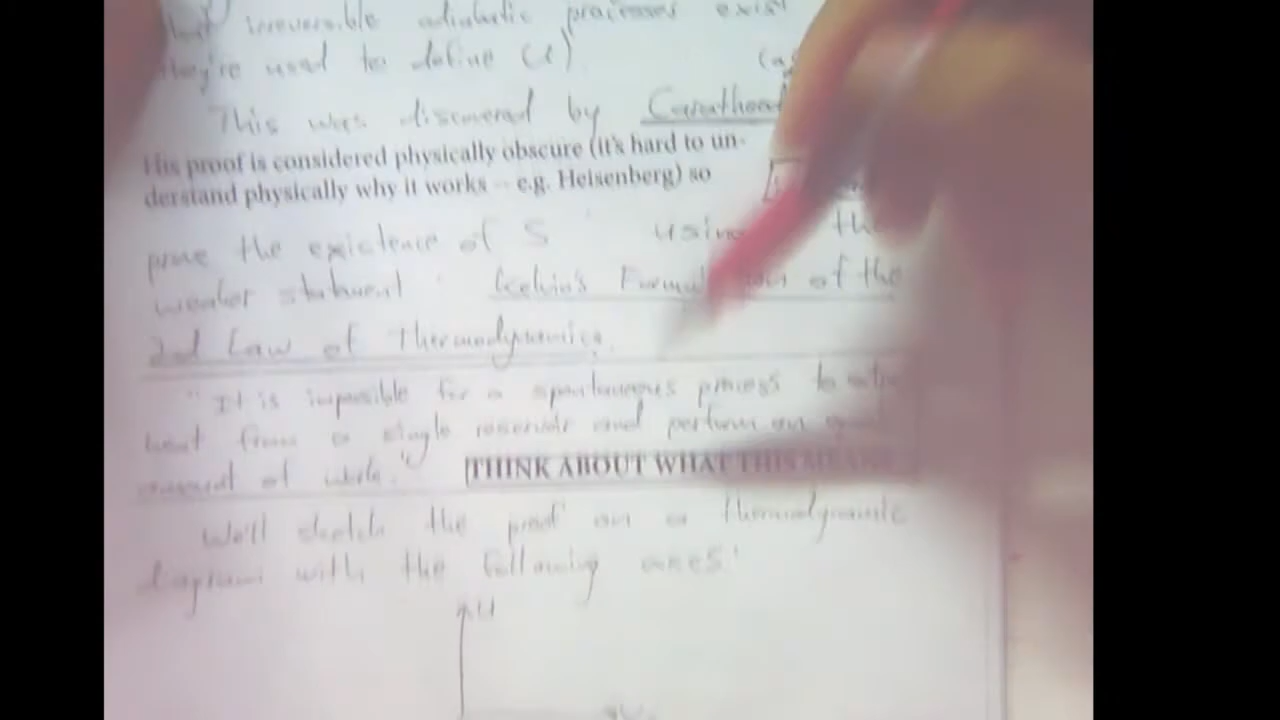 but irreversible adiabatic processes exist
they're used to define U)
This was discovered by
His proof is considered physically obscure (it's hard to un-
derstand physically why it works – e.g. Heisenberg) so
prove the existence of S using the
weaker statement Kelvin's of the
2nd Law of Thermodynamics.
"It is impossible for a spontaneous process to
heat from a single reservoir and perform an
amount of work." [THINK ABOUT WHAT THIS
We'll sketch the proof on a thermodynamic
diagram with the following axes:
U